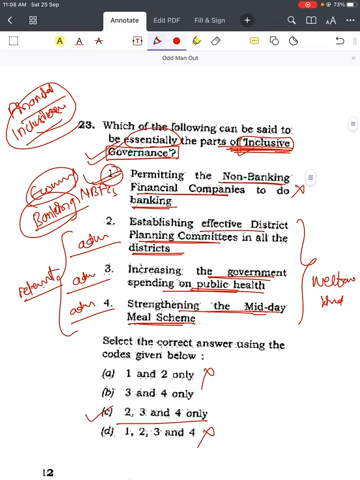 11:08 AM Sat 25 Sep
73%
Annotate Edit Fill & Sign
Odd Man Out
Financial
Inclusion
23. Which of the following can be said to
be essentially the parts of 'Inclusive
Governance'?
1. Permitting the Non-Banking
Financial Companies to do
banking
Banking NBFCs
2. Establishing effective District
Planning Committees in all the
districts
adm
3. Increasing the government
spending on public health
adm
4. Strengthening the Mid-day
Meal Scheme
adm
Welfare
Select the correct answer using the
codes given below :
(a) 1 and 2 only
(b) 3 and 4 only
(c) 2, 3 and 4 only
(d) 1, 2, 3 and 4
12